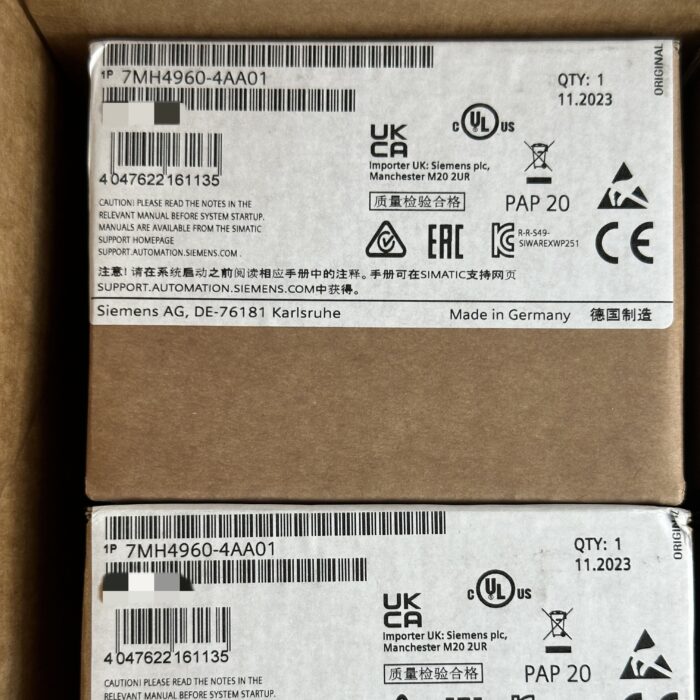 1P 7MH4960-4AA01
QTY: 1
11.2023
ORIGINAL
4 047622 161135
CAUTION! PLEASE READ THE NOTES IN THE
RELEVANT MANUAL BEFORE SYSTEM STARTUP.
MANUALS ARE AVAILABLE FROM THE SIMATIC
SUPPORT HOMEPAGE
SUPPORT.AUTOMATION.SIEMENS.COM .
UK
CA
Importer UK: Siemens plc,
Manchester M20 2UR
C UL US
质量检验合格
PAP 20
EAC
R-R-S49-
SIWAREXWP251
CE
注意!请在系统启动之前阅读相应手册中的注释。手册可在SIMATIC支持网页
SUPPORT.AUTOMATION.SIEMENS.COM中获得。
Siemens AG, DE-76181 Karlsruhe
Made in Germany 德国制造
1P 7MH4960-4AA01
QTY: 1
11.2023
4 047622 161135
CAUTION! PLEASE READ THE NOTES IN THE
RELEVANT MANUAL BEFORE SYSTEM STARTUP.
UK
CA
Importer UK: Siemens plc,
Manchester M20 2UR
C UL US
质量检验合格
PAP 20